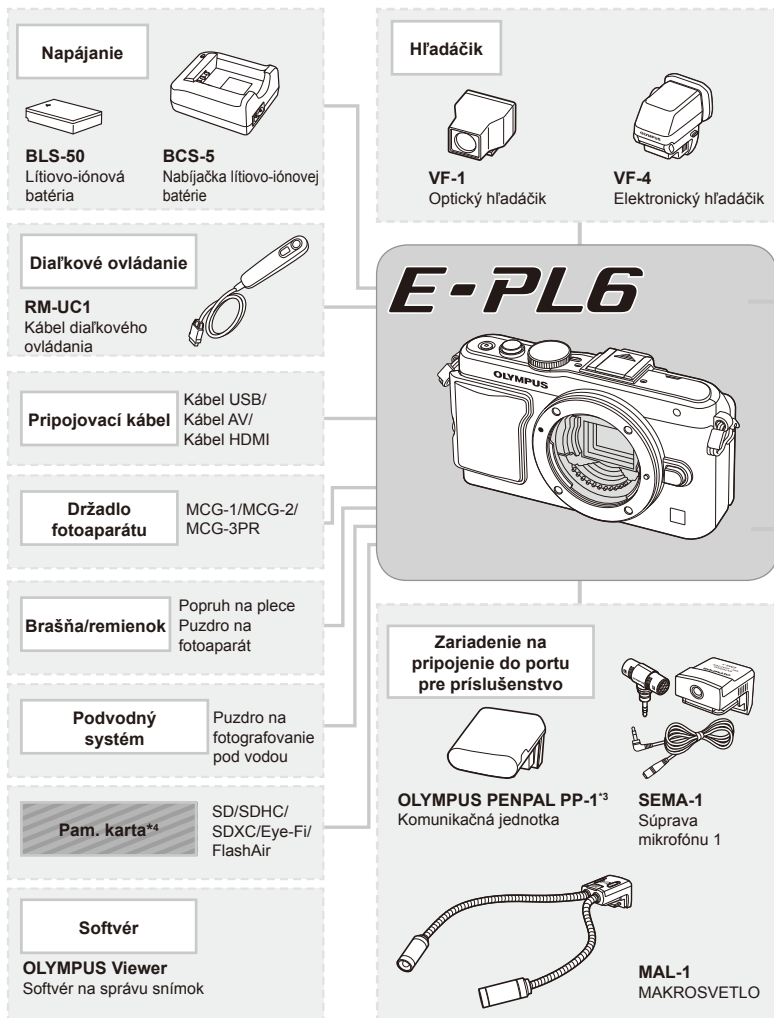 Napájanie
BLS-50
Lítiovo-iónová
batéria
BCS-5
Nabíjačka lítiovo-iónovej
batérie
Diaľkové ovládanie
RM-UC1
Kábel diaľkového
ovládania
Pripojovací kábel
Kábel USB/
Kábel AV/
Kábel HDMI
Držadlo
fotoaparátu
MCG-1/MCG-2/
MCG-3PR
Brašňa/remienok
Popruh na plece
Puzdro na
fotoaparát
Podvodný
systém
Puzdro na
fotografovanie
pod vodou
Pam. karta*4
SD/SDHC/
SDXC/Eye-Fi/
FlashAir
Softvér
OLYMPUS Viewer
Softvér na správu snímok
Hľadáčik
VF-1
Optický hľadáčik
OLYMPUS
VF-4
Elektronický hľadáčik
E-PL6
OLYMPUS
Zariadenie na
pripojenie do portu
pre príslušenstvo
OLYMPUS PENPAL PP-1*3
Komunikačná jednotka
SEMA-1
Súprava
mikrofónu 1
MAL-1
MAKROSVETLO